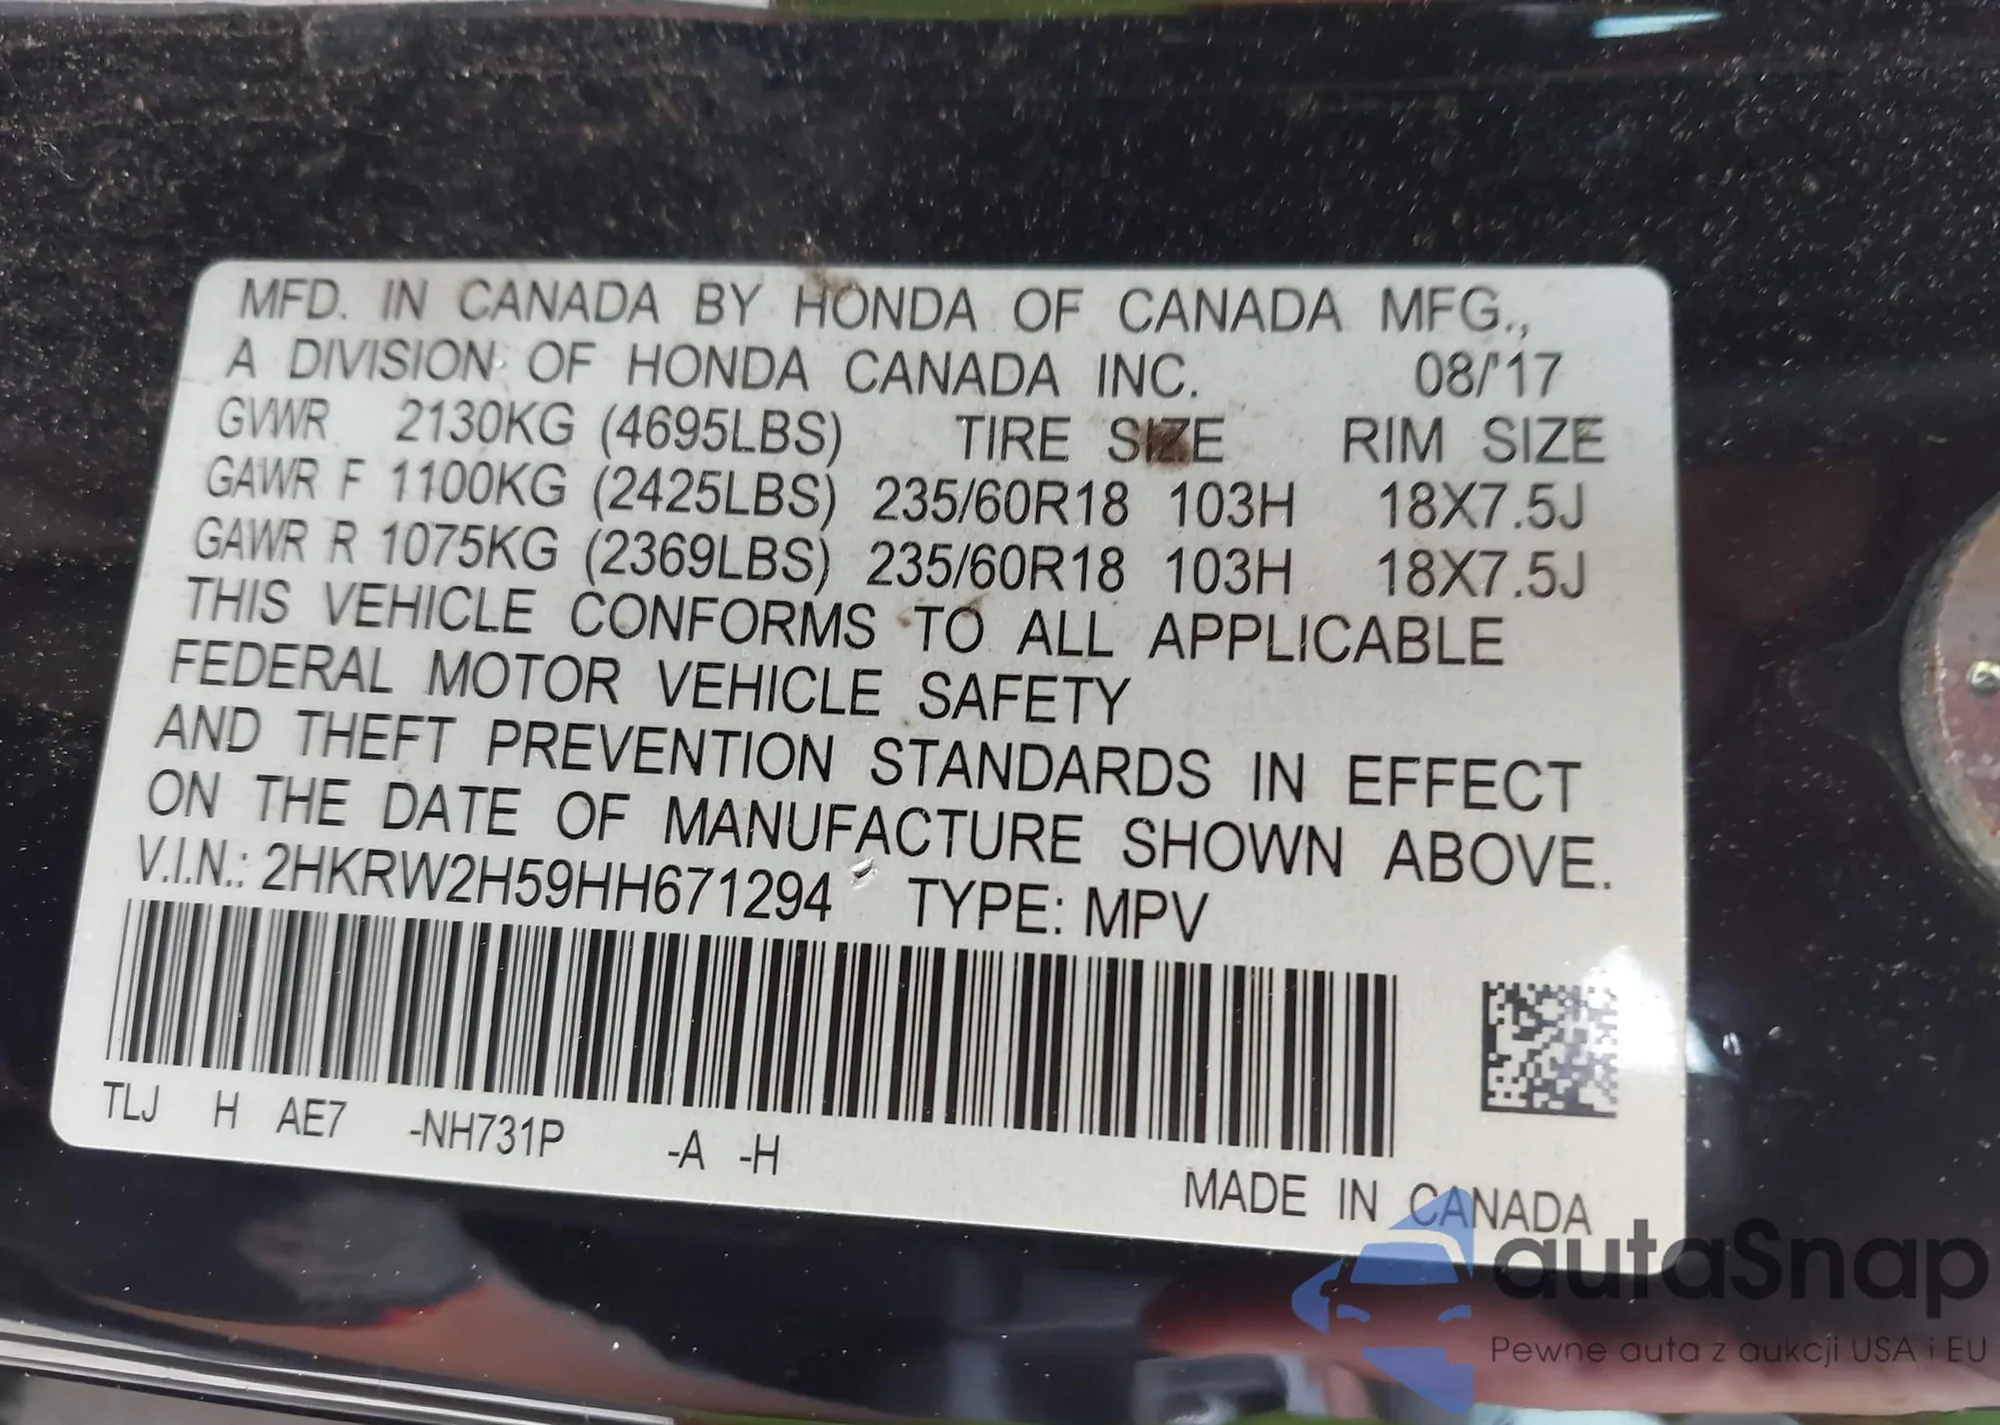 MFD. IN CANADA BY HONDA OF CANADA MFG.,
A DIVISION OF HONDA CANADA INC. 08/'17
GVWR 2130KG (4695LBS) TIRE SIZE RIM SIZE
GAWR F 1100KG (2425LBS) 235/60R18 103H 18X7.5J
GAWR R 1075KG (2369LBS) 235/60R18 103H 18X7.5J
THIS VEHICLE CONFORMS TO ALL APPLICABLE
FEDERAL MOTOR VEHICLE SAFETY
AND THEFT PREVENTION STANDARDS IN EFFECT
ON THE DATE OF MANUFACTURE SHOWN ABOVE.
V.I.N.: 2HKRW2H59HH671294 TYPE: MPV
TLJ H AE7 -NH731P -A -H
MADE IN CANADA
autaSnap
Pewne auta z aukcji USA i EU